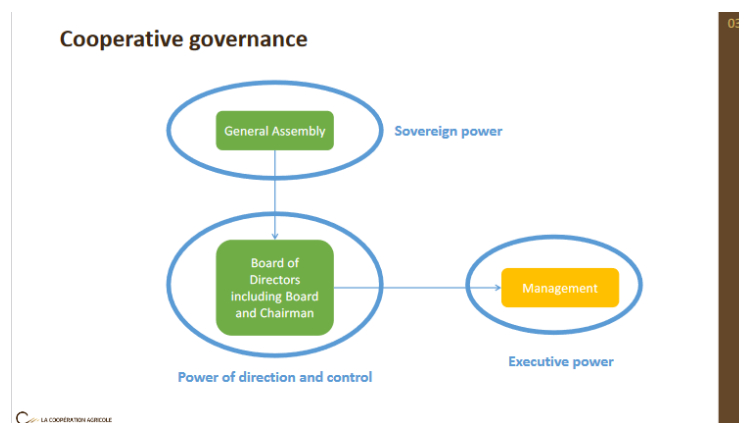 03
Cooperative governance
General Assembly
Sovereign power
Board of
Directors
including Board
and Chairman
Management
Executive power
Power of direction and control
LA COOPÉRATION AGRICOLE